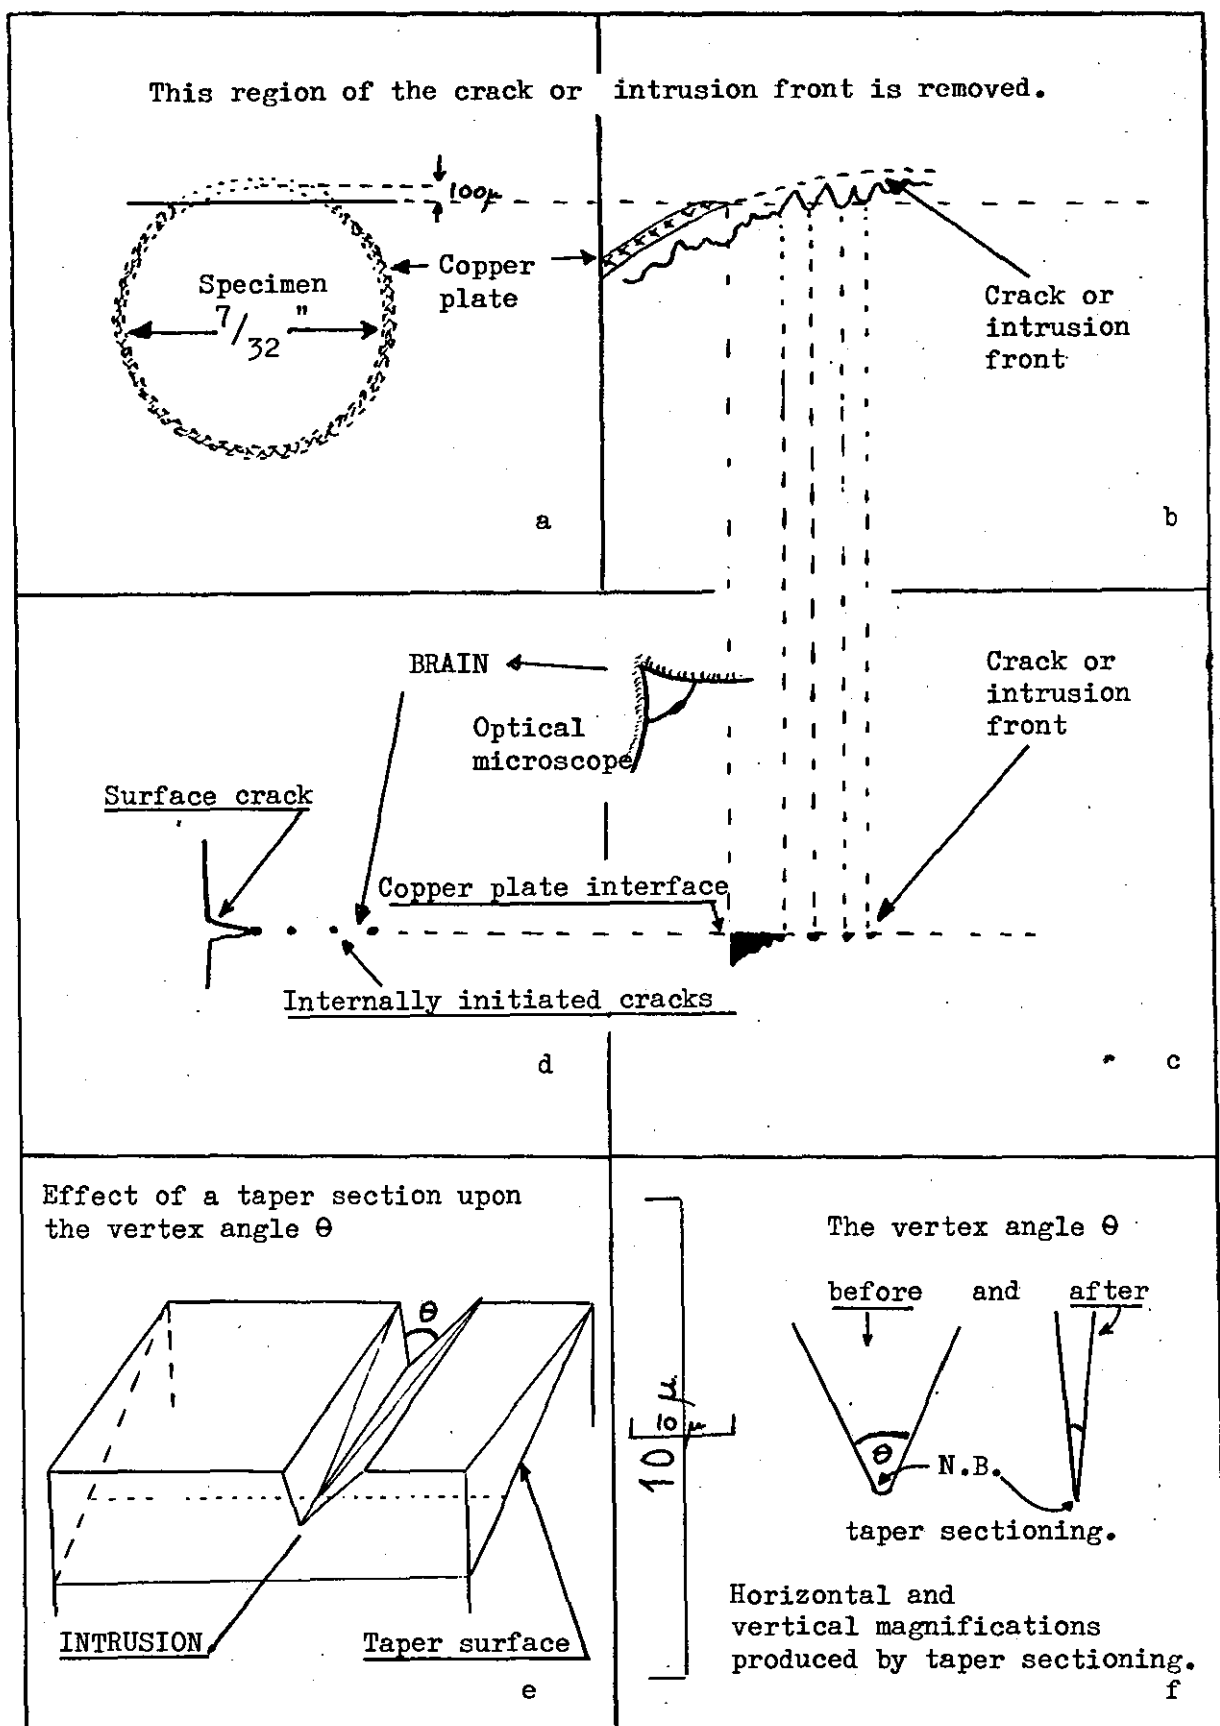 This region of the crack or intrusion front is removed.
100μ
Copper
plate
Specimen
7/32 "
Crack or
intrusion
front
a
b
BRAIN
Optical
microscope
Crack or
intrusion
front
Surface crack
Copper plate interface
Internally initiated cracks
d
c
Effect of a taper section upon
the vertex angle θ
θ
INTRUSION
Taper surface
e
The vertex angle θ
before and after
θ
N.B.
taper sectioning.
10 μ
Horizontal and
vertical magnifications
produced by taper sectioning.
f